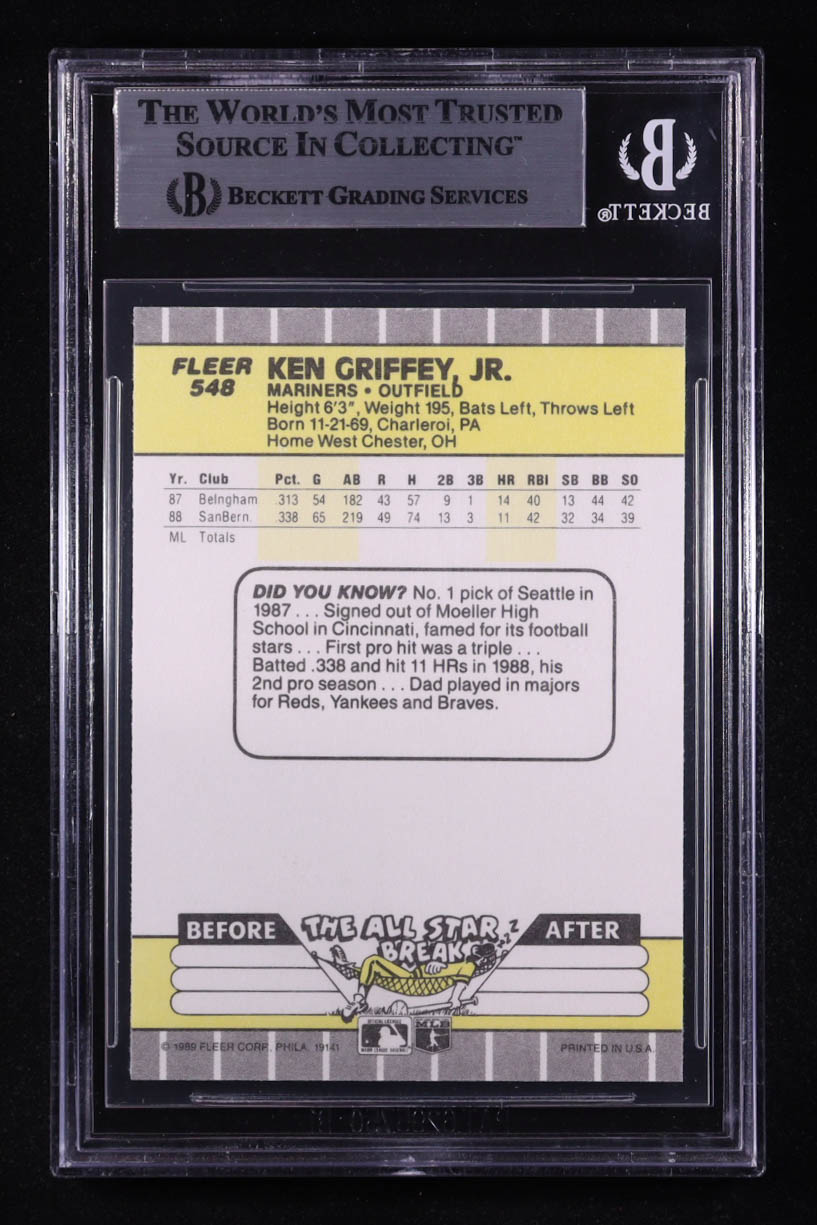 THE WORLD'S MOST TRUSTED
SOURCE IN COLLECTING™
B BECKETT GRADING SERVICES
B
BECKETT®
FLEER
548
KEN GRIFFEY, JR.
MARINERS • OUTFIELD
Height 6'3", Weight 195, Bats Left, Throws Left
Born 11-21-69, Charleroi, PA
Home West Chester, OH
Yr. Club Pct. G AB R H 2B 3B HR RBI SB BB SO
87 Belngham .313 54 182 43 57 9 1 14 40 13 44 42
88 SanBern. .338 65 219 49 74 13 3 11 42 32 34 39
ML Totals
DID YOU KNOW? No. 1 pick of Seattle in
1987 . . . Signed out of Moeller High
School in Cincinnati, famed for its football
stars . . . First pro hit was a triple . . .
Batted .338 and hit 11 HRs in 1988, his
2nd pro season . . . Dad played in majors
for Reds, Yankees and Braves.
BEFORE THE ALL STAR BREAK ZZZZ AFTER
© 1989 FLEER CORP. PHILA. 19141
OFFICIAL LICENSEE
MAJOR LEAGUE BASEBALL
MLB
PRINTED IN U.S.A.